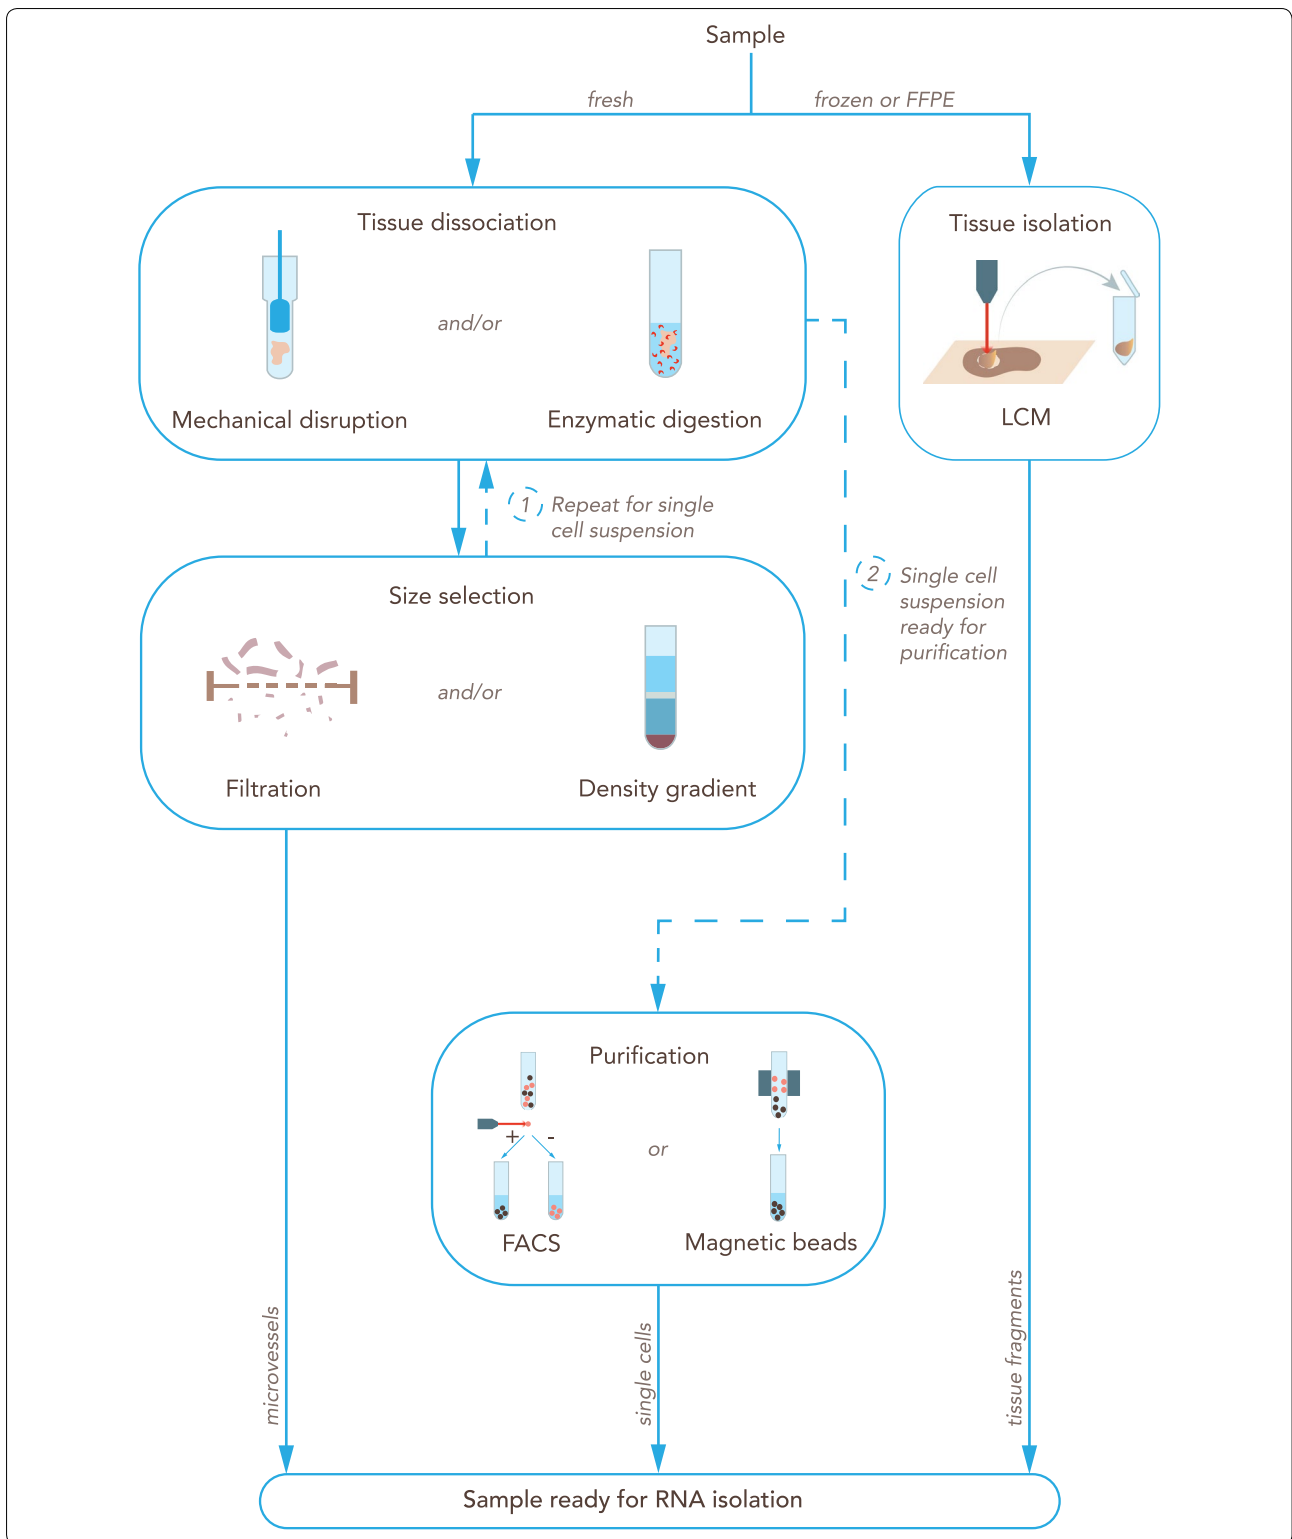 Sample
fresh
frozen or FFPE
Tissue dissociation
and/or
Mechanical disruption
Enzymatic digestion
Tissue isolation
LCM
1
Repeat for single
cell suspension
2
Single cell
suspension
ready for
purification
Size selection
and/or
Filtration
Density gradient
Purification
+
-
or
FACS
Magnetic beads
microvessels
single cells
tissue fragments
Sample ready for RNA isolation